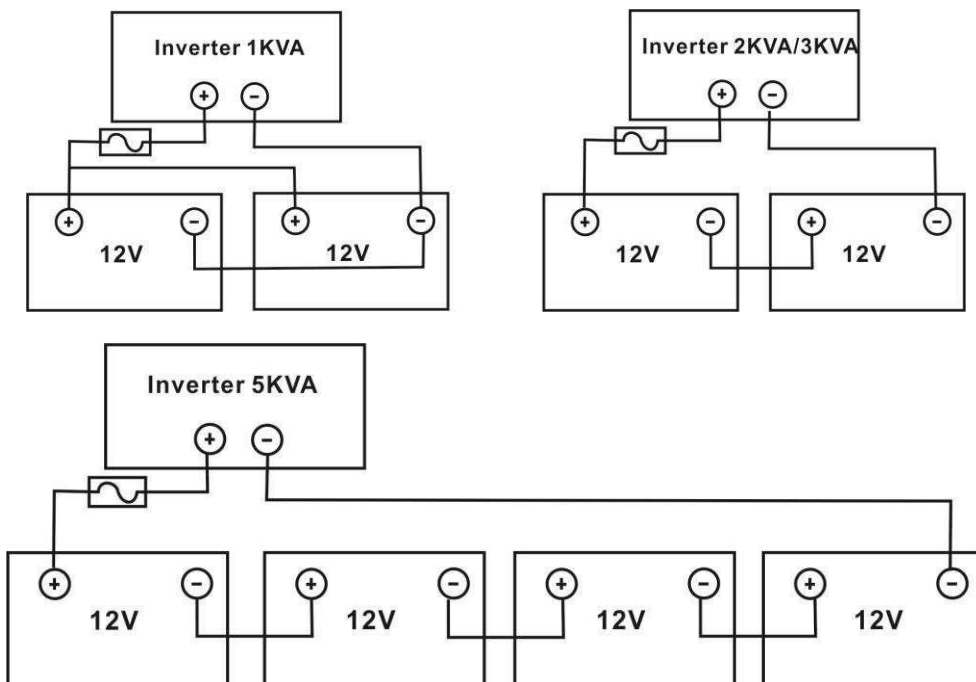 Inverter 1KVA
+ −
+ − + −
12V 12V
Inverter 2KVA/3KVA
+ −
+ − + −
12V 12V
Inverter 5KVA
+ −
+ − + − + − + −
12V 12V 12V 12V